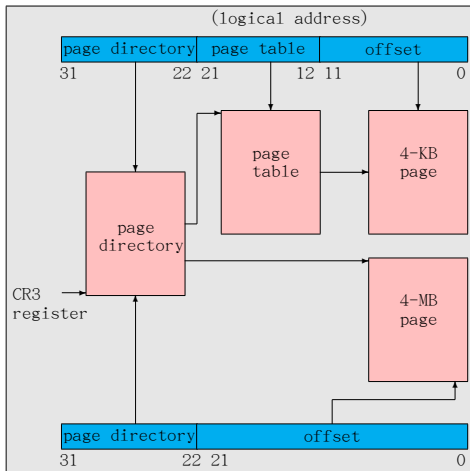 (logical address)
page directory page table offset
31 22 21 12 11 0
page table
4-KB page
page directory
CR3 register
4-MB page
page directory offset
31 22 21 0